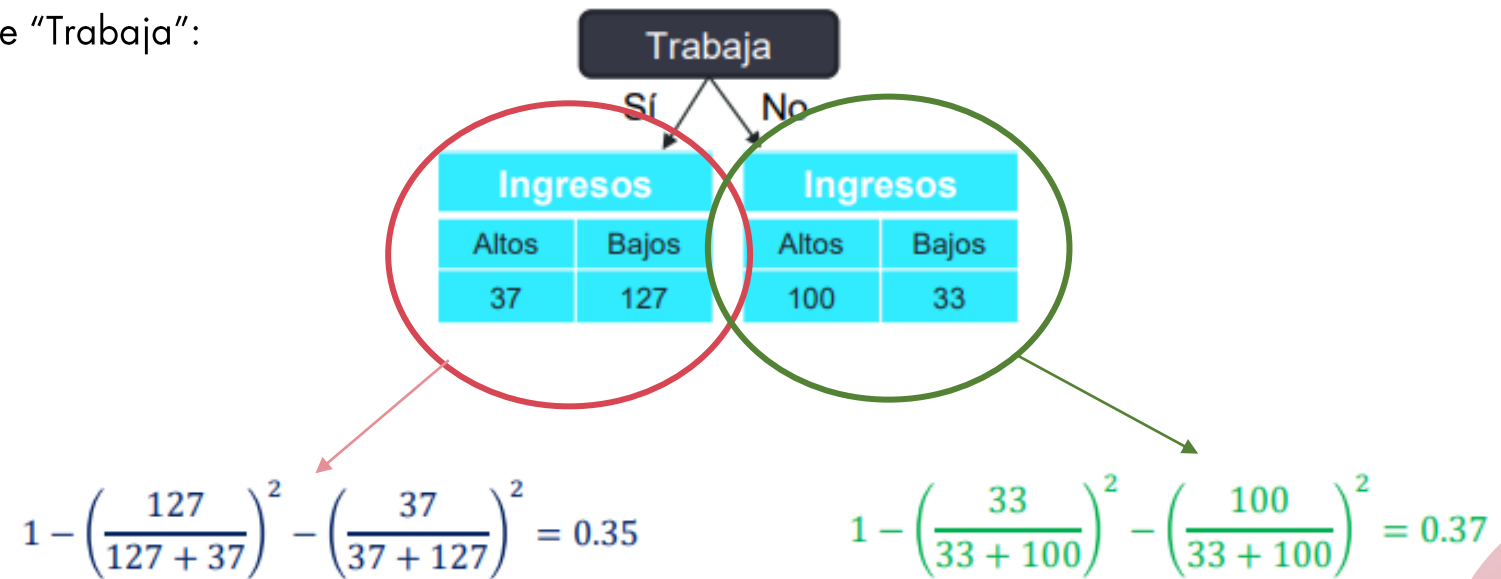 e “Trabaja”:
Trabaja
Sí No
Ingresos Ingresos
Altos Bajos Altos Bajos
37 127 100 33
1 − (127 / (127 + 37))² − (37 / (37 + 127))² = 0.35
1 − (33 / (33 + 100))² − (100 / (33 + 100))² = 0.37